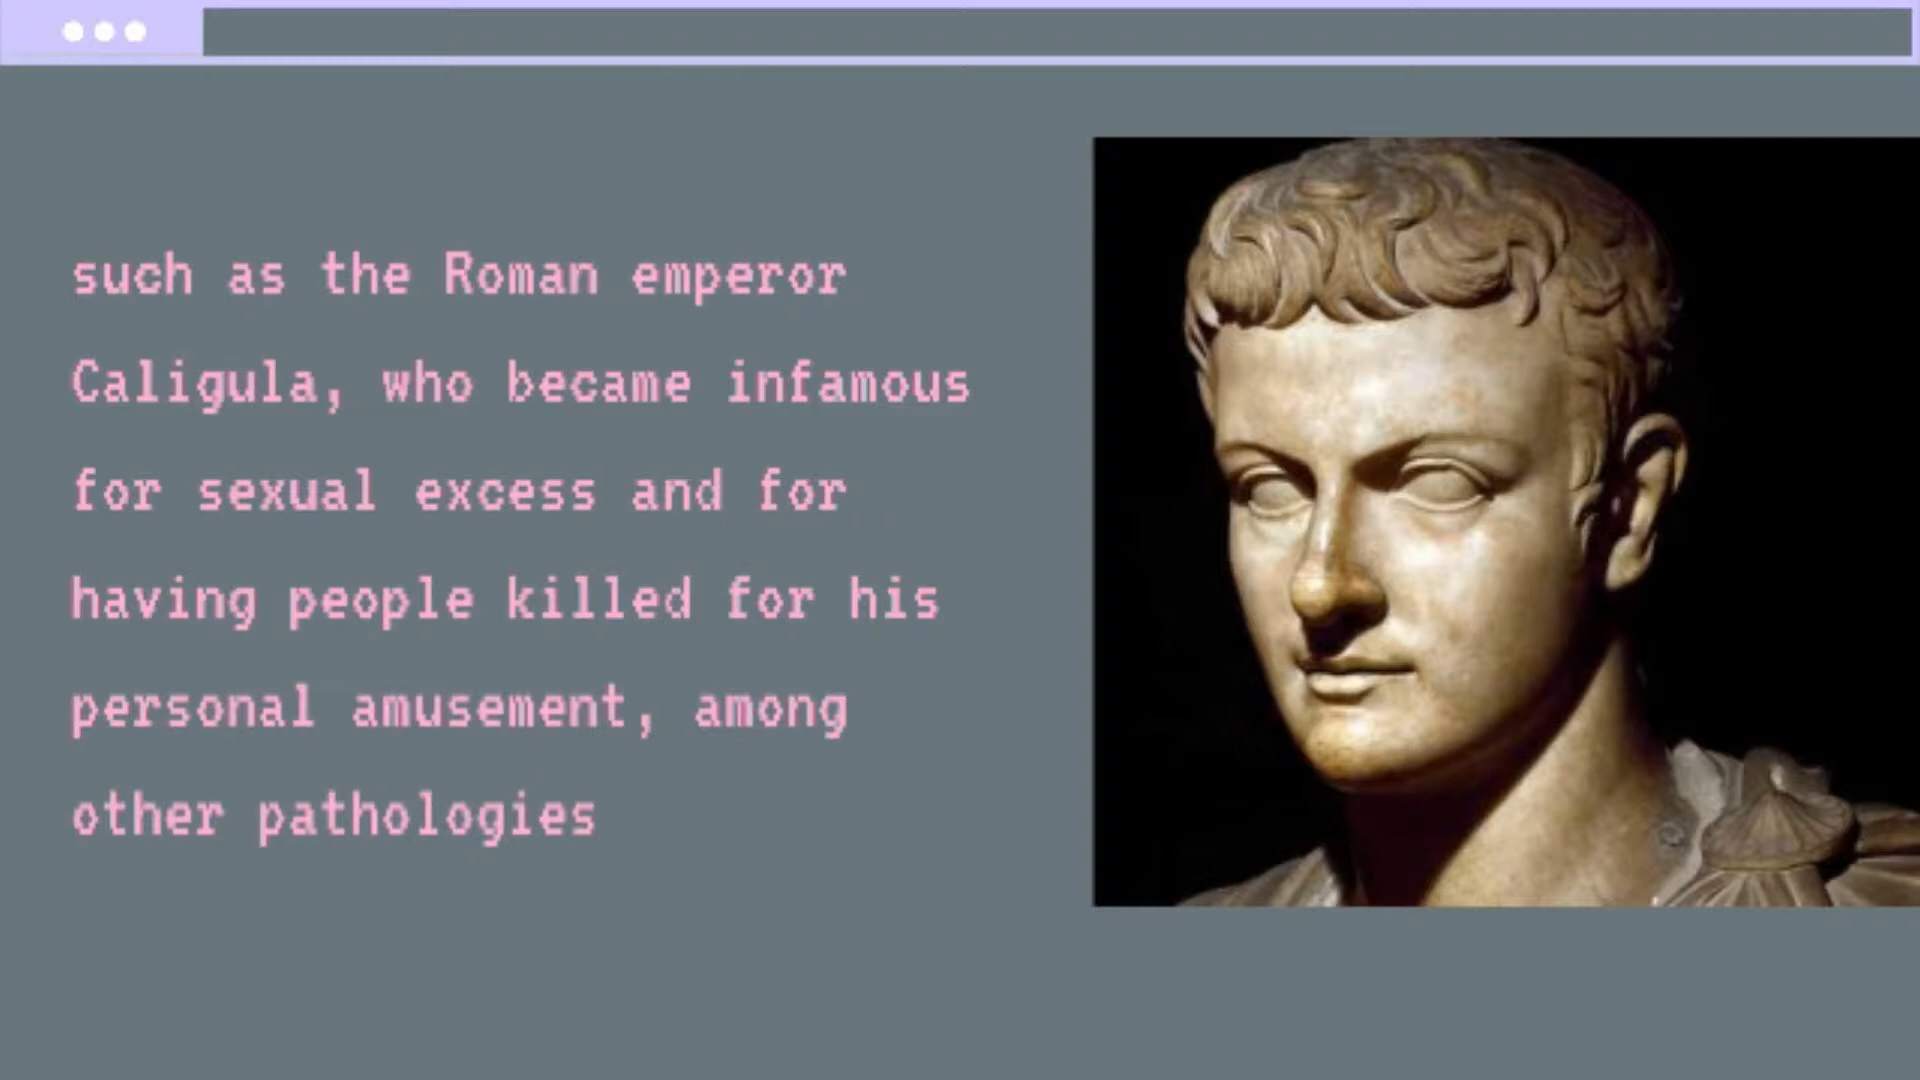 such as the Roman emperor
Caligula, who became infamous
for sexual excess and for
having people killed for his
personal amusement, among
other pathologies